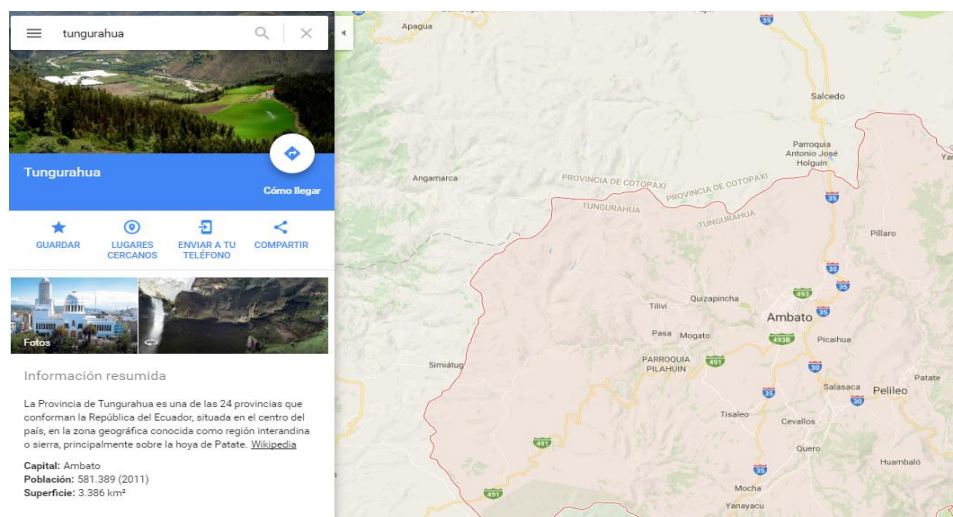 tungurahua
Tungurahua
Cómo llegar
GUARDAR
LUGARES
CERCANOS
ENVIAR A TU
TELÉFONO
COMPARTIR
Fotos
Información resumida
La Provincia de Tungurahua es una de las 24 provincias que
conforman la República del Ecuador, situada en el centro del
país, en la zona geográfica conocida como región interandina
o sierra, principalmente sobre la hoya de Patate. Wikipedia
Capital: Ambato
Población: 581.389 (2011)
Superficie: 3.386 km²
Apagua
35
Salcedo
35
Parroquia
Antonio José
Holguín
Angamarca
PROVINCIA DE COTOPAXI
PROVINCIA DE COTOPAXI
TUNGURAHUA
TUNGURAHUA
35
Píllaro
30
35
493
Tilivi
Quizapincha
Ambato
35
Pasa
Mogato
493B
Picaihua
PARROQUIA
PILAHUIN
491
30
Simiátug
35
Salasaca
30
Pelileo
Patate
Tisaleo
Cevallos
491
Quero
Huambaló
35
491
Mocha
Yanayacu